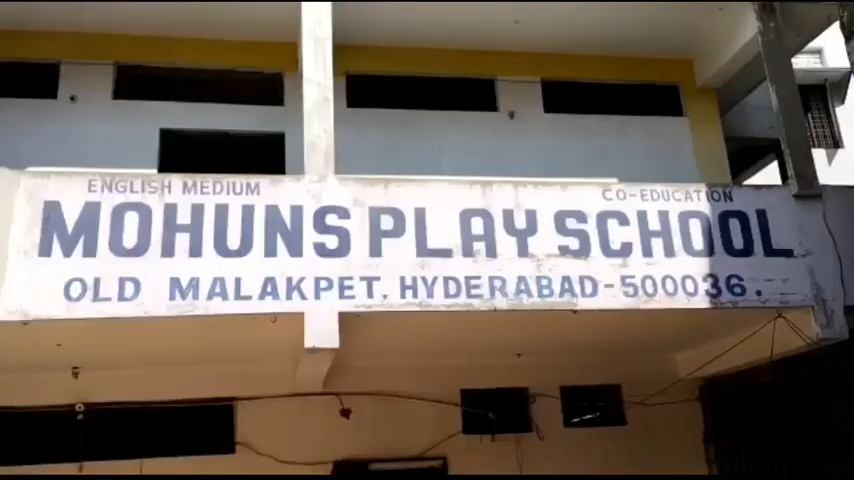 ENGLISH MEDIUM CO-EDUCATION
MOHUNS PLAY SCHOOL
OLD MALAKPET, HYDERABAD-500036.